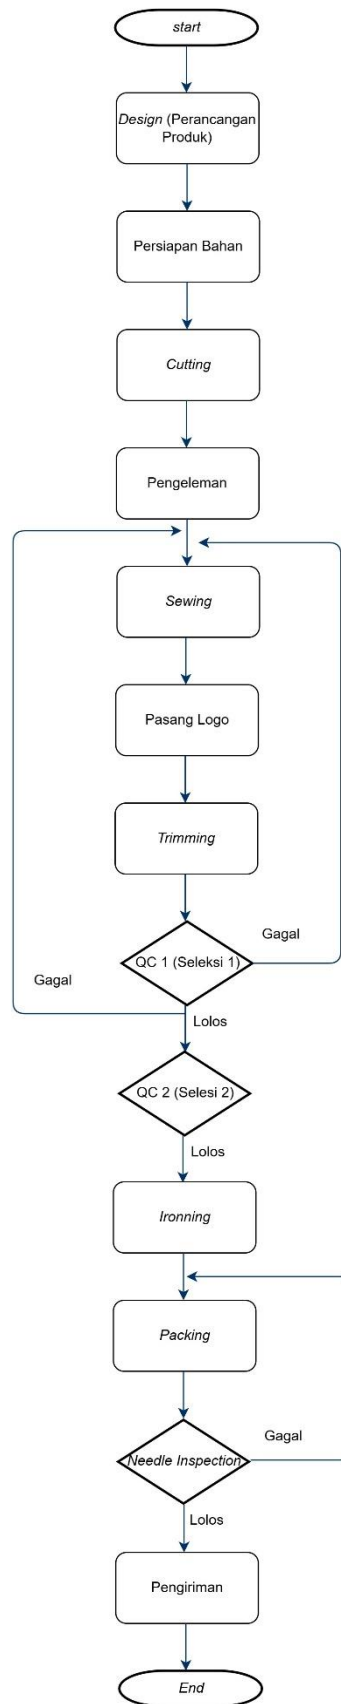 start
Design (Perancangan
Produk)
Persiapan Bahan
Cutting
Pengeleman
Sewing
Pasang Logo
Trimming
Gagal
QC 1 (Seleksi 1)
Gagal
Lolos
QC 2 (Selesi 2)
Lolos
Ironning
Packing
Gagal
Needle Inspection
Lolos
Pengiriman
End